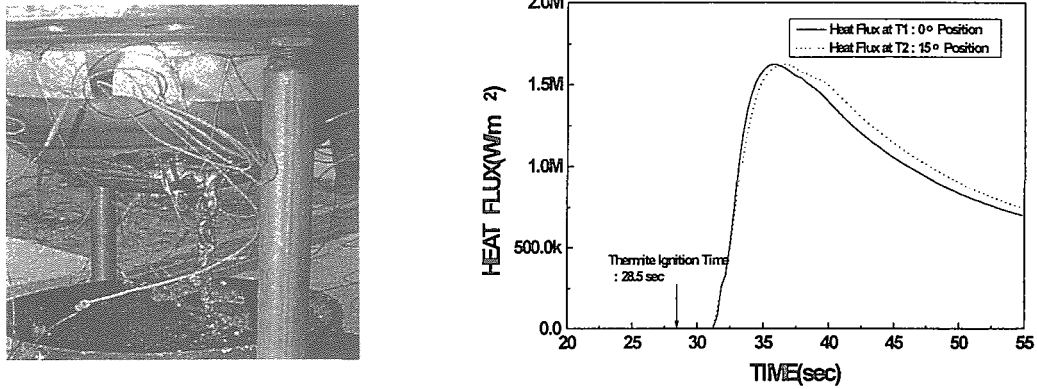 2.0M
Heat Flux at T1 : 0° Position
Heat Flux at T2 : 15° Position
1.5M
1.0M
500.0k
0.0
HEAT FLUX(W/m 2)
Thermite Ignition Time
: 28.5 sec
20 25 30 35 40 45 50 55
TIME(sec)